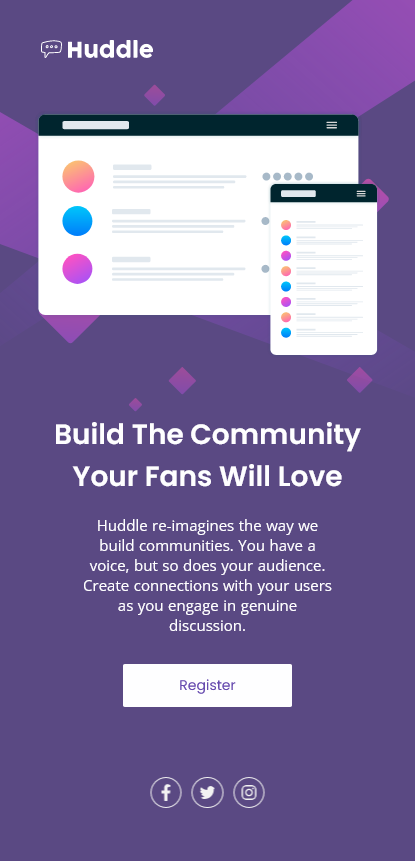 Huddle
Build The Community
Your Fans Will Love
Huddle re-imagines the way we
build communities. You have a
voice, but so does your audience.
Create connections with your users
as you engage in genuine
discussion.
Register